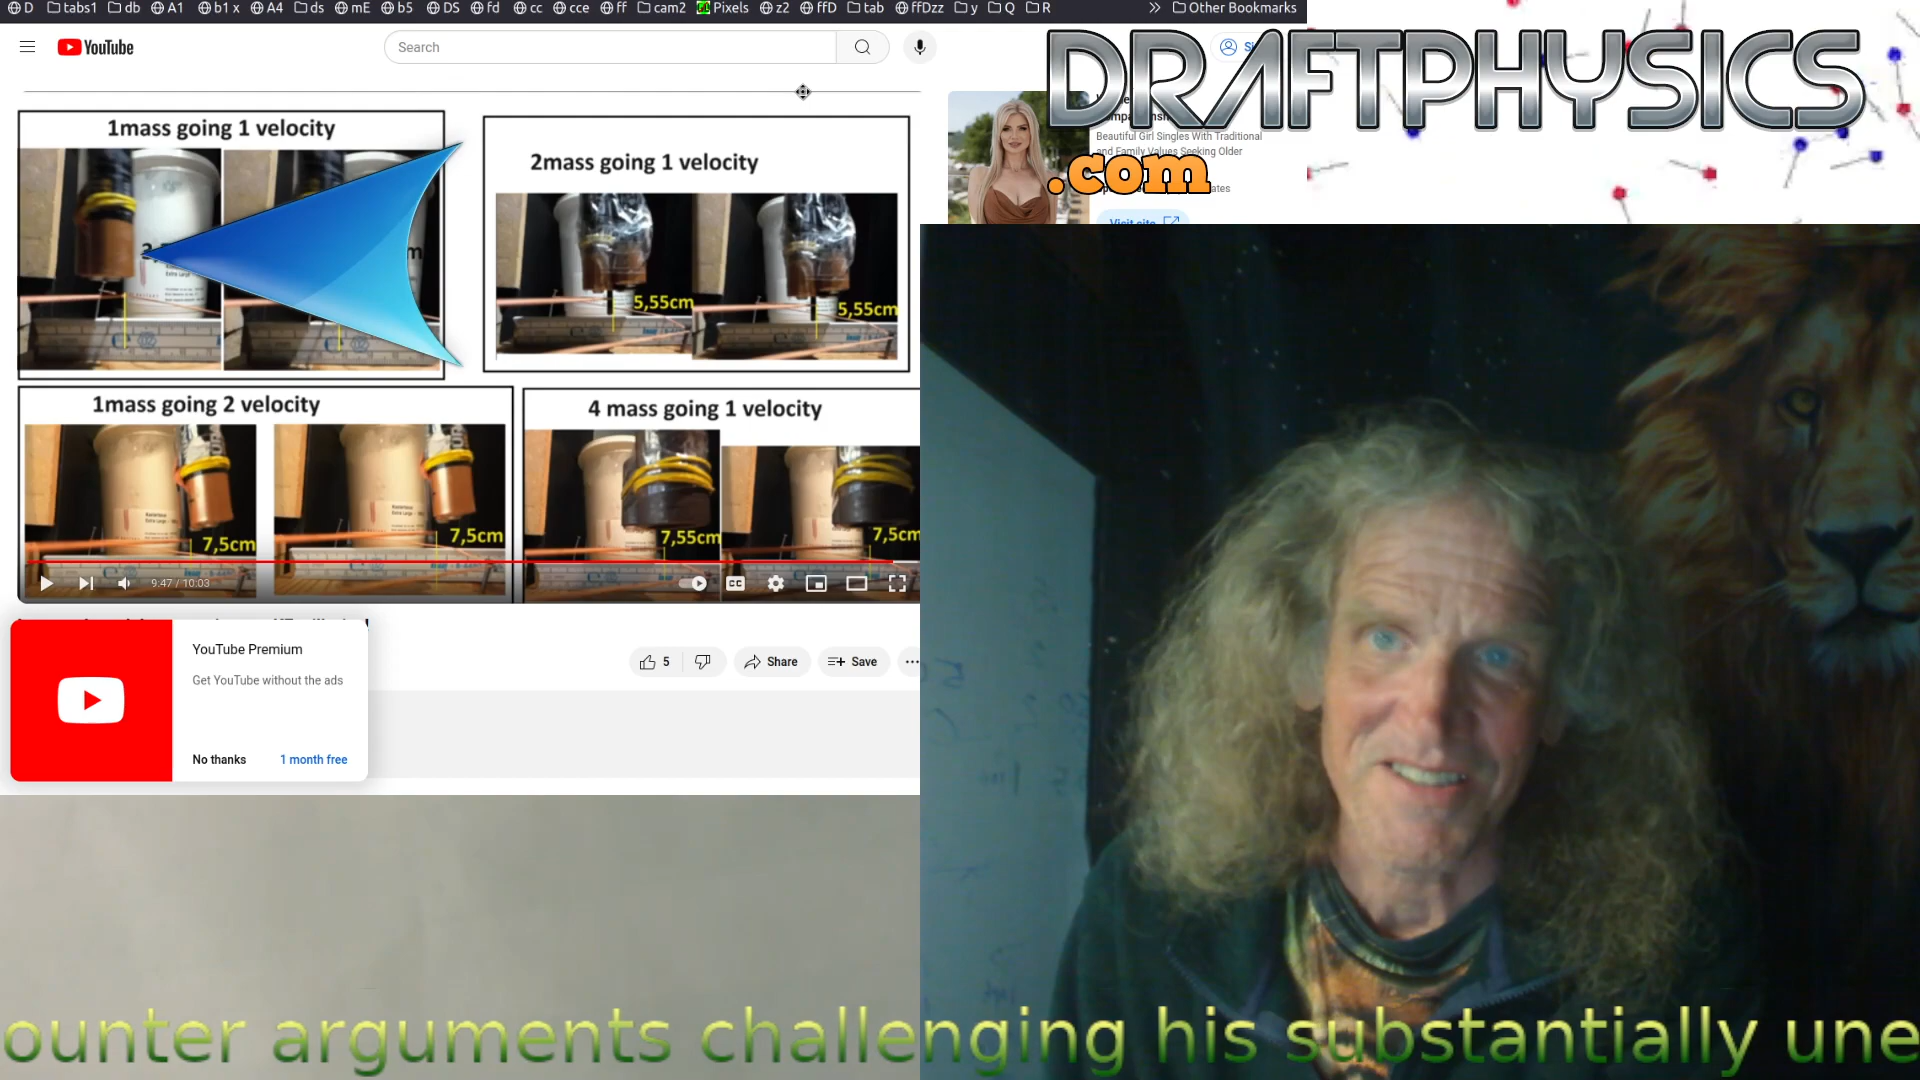 D tabs1 db A1 b1 x A4 ds mE b5 DS fd cc cce ff cam2 Pixels z2 ffD tab ffDzz y Q R » Other Bookmarks
YouTube
Search
DRAFTPHYSICS
.com
Beautiful Girl Singles With Traditional
and Family Values Seeking Older
Visit site
1mass going 1 velocity
2mass going 1 velocity
5,55cm
5,55cm
1mass going 2 velocity
7,5cm
7,5cm
4 mass going 1 velocity
7,55cm
7,5cm
9:47 / 10:03
CC
5
Share
Save
YouTube Premium
Get YouTube without the ads
No thanks
1 month free
ounter arguments challenging his substantially une